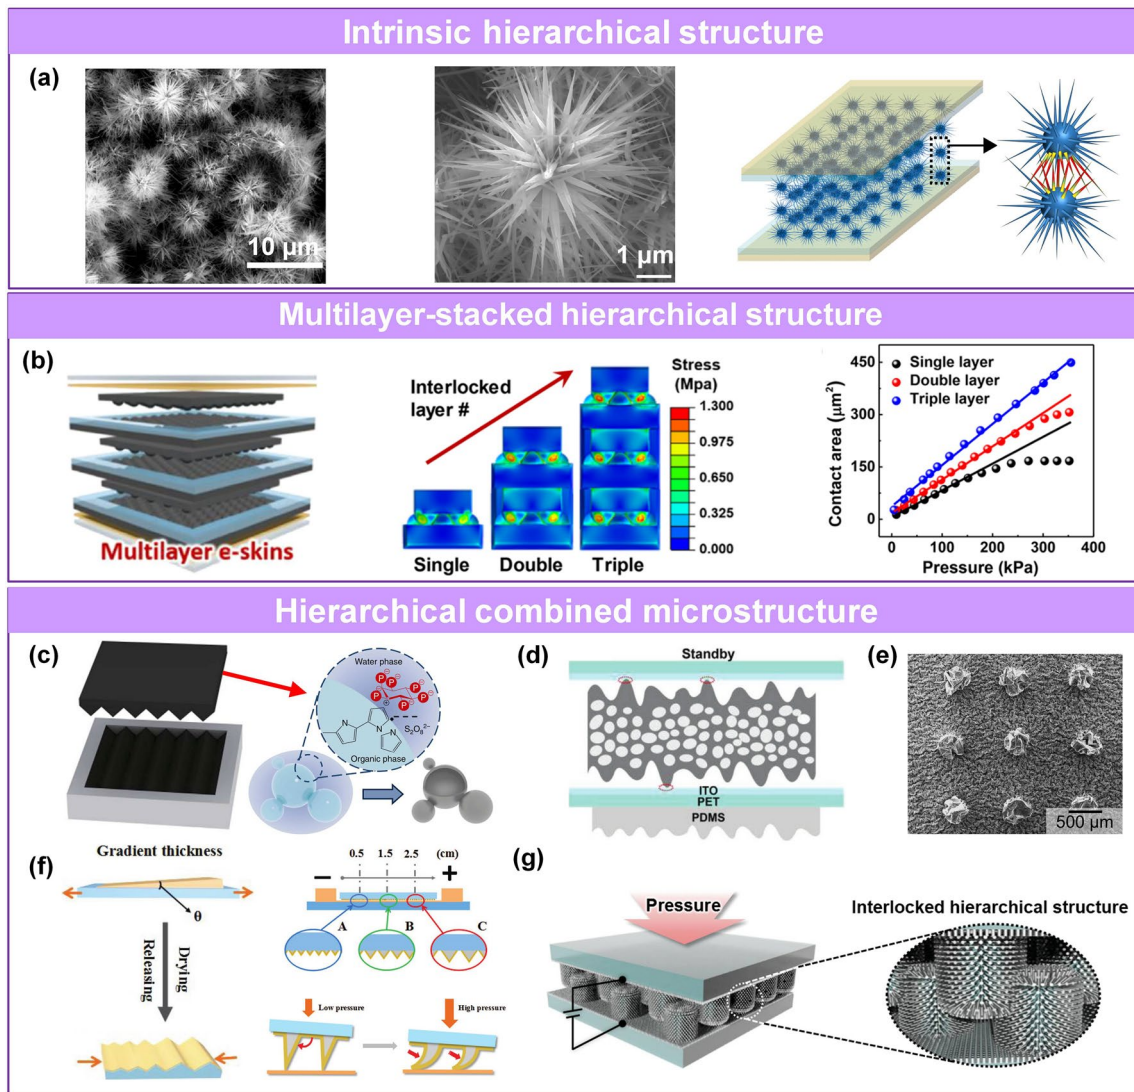 Intrinsic hierarchical structure
(a)
10 μm
1 μm
Multilayer-stacked hierarchical structure
(b)
Multilayer e-skins
Interlocked
layer #
Single
Double
Triple
Stress
(Mpa)
1.300
0.975
0.650
0.325
0.000
Contact area (μm²)
450
300
150
0
Single layer
Double layer
Triple layer
0
100
200
300
400
Pressure (kPa)
Hierarchical combined microstructure
(c)
Water phase
P⁻
P⁻
P⁻
P⁻
P⁻
P⁻
+
S₂O₈²⁻
Organic phase
(d)
Standby
ITO
PET
PDMS
(e)
500 μm
(f)
Gradient thickness
θ
Drying
Releasing
0.5
1.5
2.5
(cm)
−
+
A
B
C
Low pressure
High pressure
(g)
Pressure
Interlocked hierarchical structure